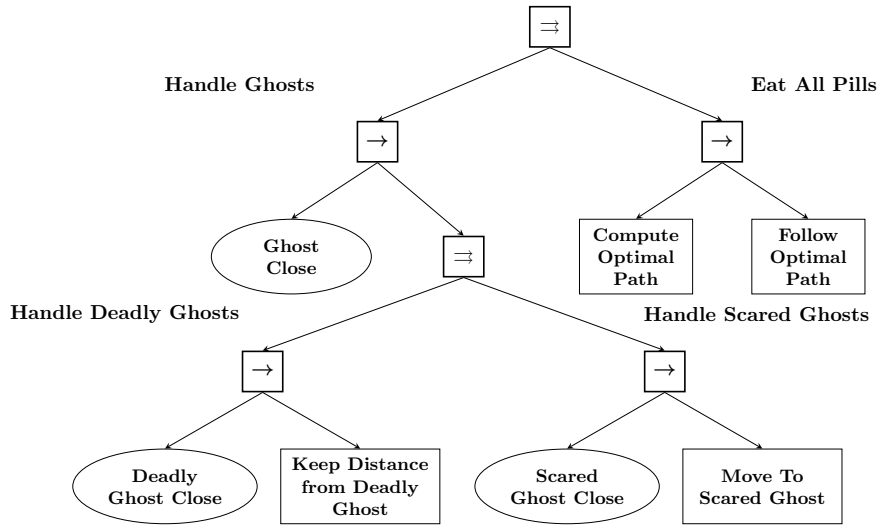 ⇉
Handle Ghosts
Eat All Pills
→
→
Ghost
Close
⇉
Compute
Optimal
Path
Follow
Optimal
Path
Handle Deadly Ghosts
Handle Scared Ghosts
→
→
Deadly
Ghost Close
Keep Distance
from Deadly
Ghost
Scared
Ghost Close
Move To
Scared Ghost